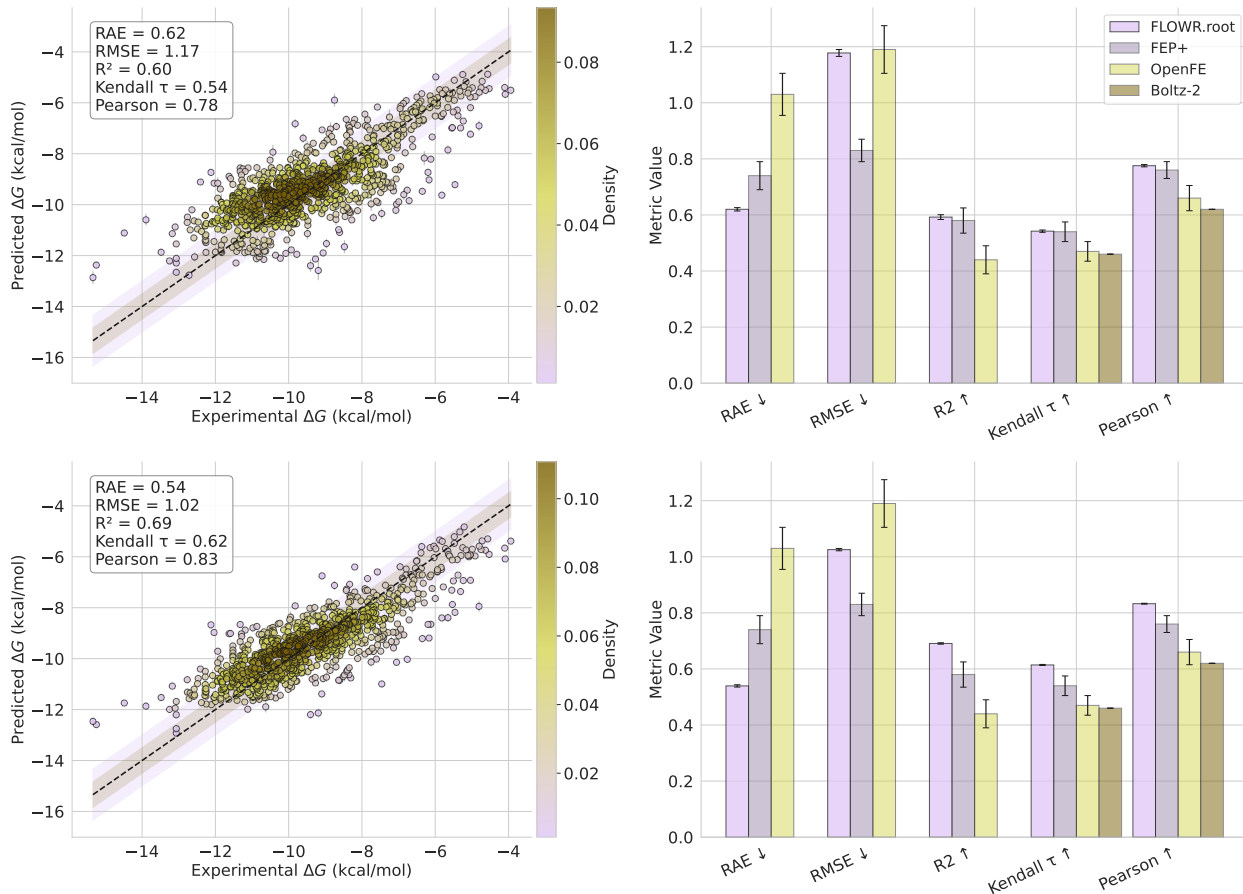 RAE = 0.62
RMSE = 1.17
R² = 0.60
Kendall τ = 0.54
Pearson = 0.78
−4
−6
−8
−10
−12
−14
−16
Predicted ΔG (kcal/mol)
−14
−12
−10
−8
−6
−4
Experimental ΔG (kcal/mol)
0.08
0.06
0.04
0.02
Density
FLOWR.root
FEP+
OpenFE
Boltz-2
1.2
1.0
0.8
0.6
0.4
0.2
0.0
Metric Value
RAE ↓
RMSE ↓
R2 ↑
Kendall τ ↑
Pearson ↑
RAE = 0.54
RMSE = 1.02
R² = 0.69
Kendall τ = 0.62
Pearson = 0.83
−4
−6
−8
−10
−12
−14
−16
Predicted ΔG (kcal/mol)
−14
−12
−10
−8
−6
−4
Experimental ΔG (kcal/mol)
0.10
0.08
0.06
0.04
0.02
Density
1.2
1.0
0.8
0.6
0.4
0.2
0.0
Metric Value
RAE ↓
RMSE ↓
R2 ↑
Kendall τ ↑
Pearson ↑